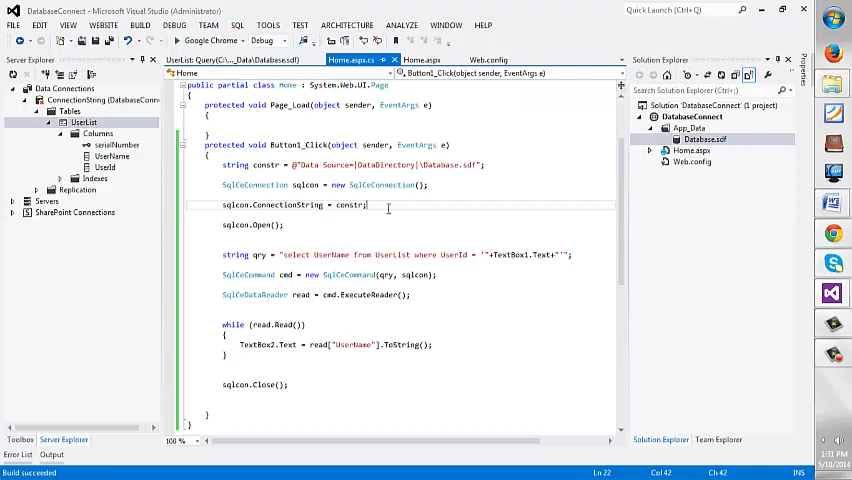 DatabaseConnect - Microsoft Visual Studio (Administrator)
Quick Launch (Ctrl+Q)
FILE EDIT VIEW WEBSITE BUILD DEBUG TEAM SQL TOOLS TEST ARCHITECTURE ANALYZE WINDOW HELP
Google Chrome Debug
Server Explorer
UserList: Query(C:\..._Data\Database.sdf) Home.aspx.cs Home.aspx Web.config
Solution Explorer
Properties
Home
Button1_Click(object sender, EventArgs e)
Data Connections
ConnectionString (DatabaseConn
Tables
UserList
Columns
serialNumber
UserName
UserId
Indexes
Replication
Servers
SharePoint Connections
public partial class Home : System.Web.UI.Page
{
protected void Page_Load(object sender, EventArgs e)
{
}
protected void Button1_Click(object sender, EventArgs e)
{
string constr = @"Data Source=|DataDirectory|\Database.sdf";
SqlCeConnection sqlcon = new SqlCeConnection();
sqlcon.ConnectionString = constr;
sqlcon.Open();
string qry = "select UserName from UserList where UserId = '"+TextBox1.Text+"'";
SqlCeCommand cmd = new SqlCeCommand(qry, sqlcon);
SqlCeDataReader read = cmd.ExecuteReader();
while (read.Read())
{
TextBox2.Text = read["UserName"].ToString();
}
sqlcon.Close();
}
}
100 %
Search Solution Explorer (Ctrl+;)
Solution 'DatabaseConnect' (1 project)
DatabaseConnect
App_Data
Database.sdf
Home.aspx
Web.config
Toolbox Server Explorer
Solution Explorer Team Explorer
Error List Output
Build succeeded
Ln 22 Col 42 Ch 42 INS
1:31 PM
5/10/2014